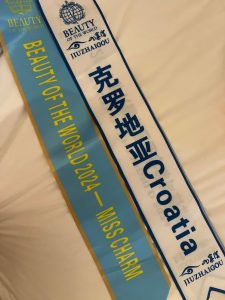 BEAUTY
BEAUTY OF THE WORLD 2024 — MISS CHARM
BEAUTY
OF THE WORLD
JIUZHAIGOU
克罗地亚Croatia
JIUZHAIGOU